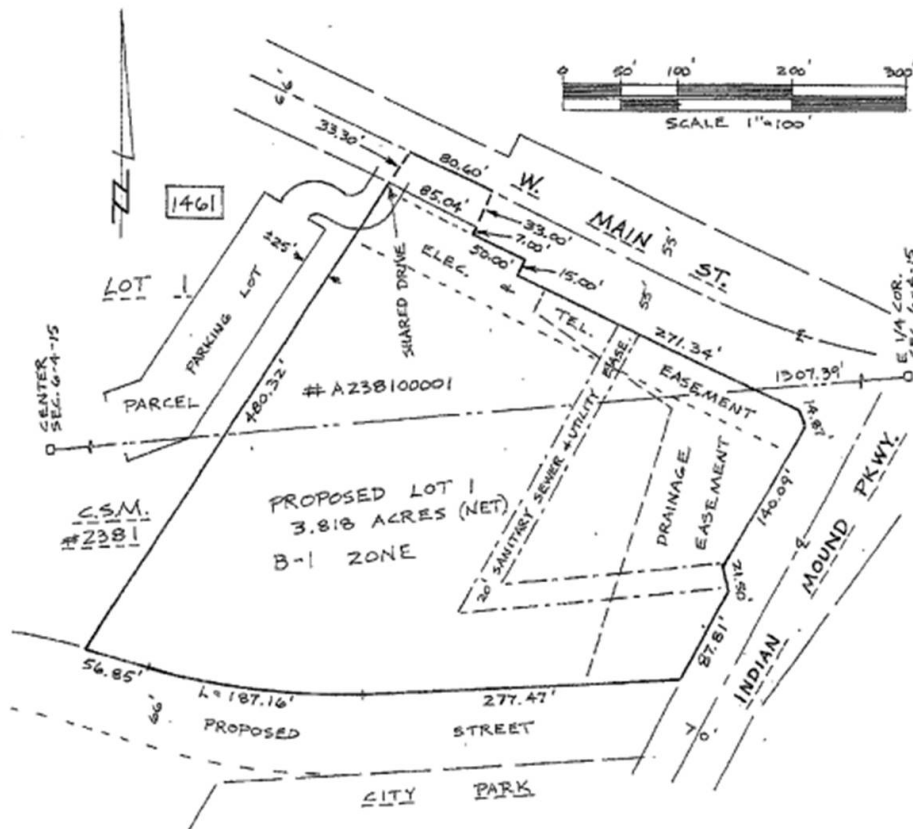 0 50' 100' 200' 300'
SCALE 1"=100'
66'
33.30'
80.60'
W. MAIN ST.
1461
85.04'
33.00'
7.00'
55'
±25'
ELEC.
50.00'
15.00'
LOT 1
SHARED DRIVE
&
55'
TEL.
271.34'
PARKING LOT
EASE.
E 1/4 COR.
CENTER
SEC. 6-4-15
480.32'
# A238100001
EASEMENT
1307.39'
PARCEL
14.87'
C.S.M.
#2381
PROPOSED LOT 1
3.818 ACRES (NET)
B-1 ZONE
20' SANITARY SEWER & UTILITY
DRAINAGE
EASEMENT
140.09'
INDIAN MOUND PKWY.
21.50'
87.81'
56.85'
L=187.16'
277.47'
66'
PROPOSED STREET
70'
CITY PARK